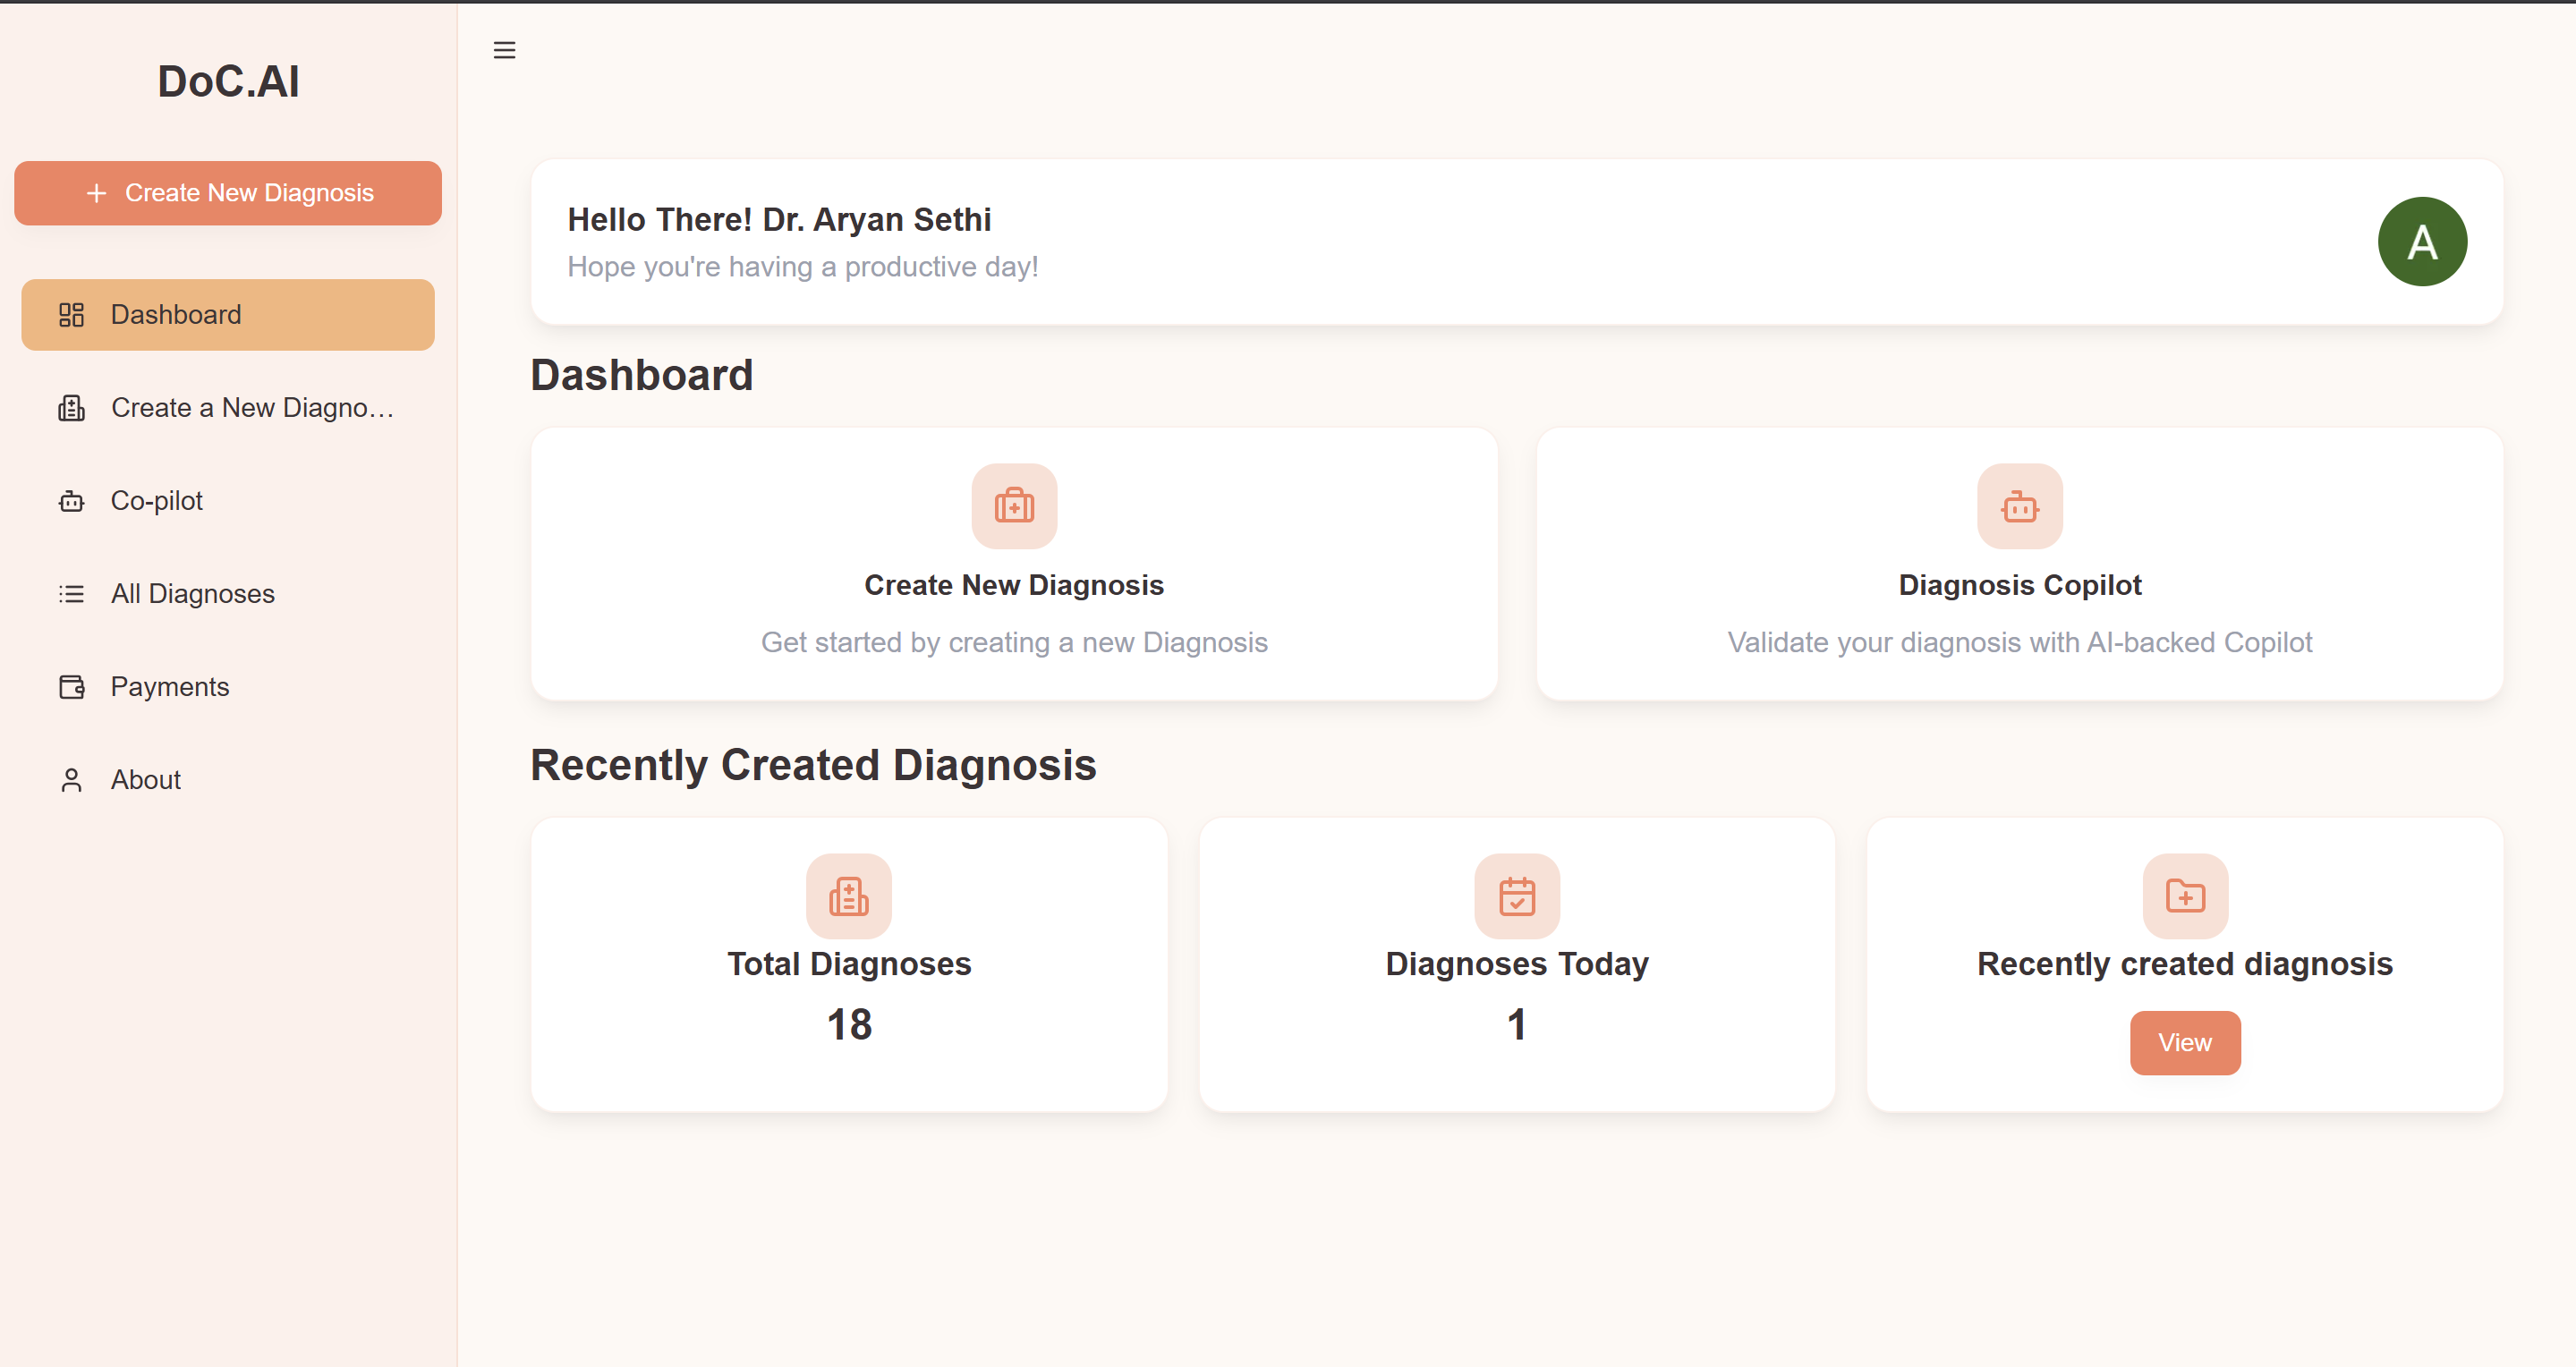 DoC.AI
Create New Diagnosis
Dashboard
Create a New Diagno...
Co-pilot
All Diagnoses
Payments
About
Hello There! Dr. Aryan Sethi
Hope you're having a productive day!
A
Dashboard
Create New Diagnosis
Get started by creating a new Diagnosis
Diagnosis Copilot
Validate your diagnosis with AI-backed Copilot
Recently Created Diagnosis
Total Diagnoses
18
Diagnoses Today
1
Recently created diagnosis
View